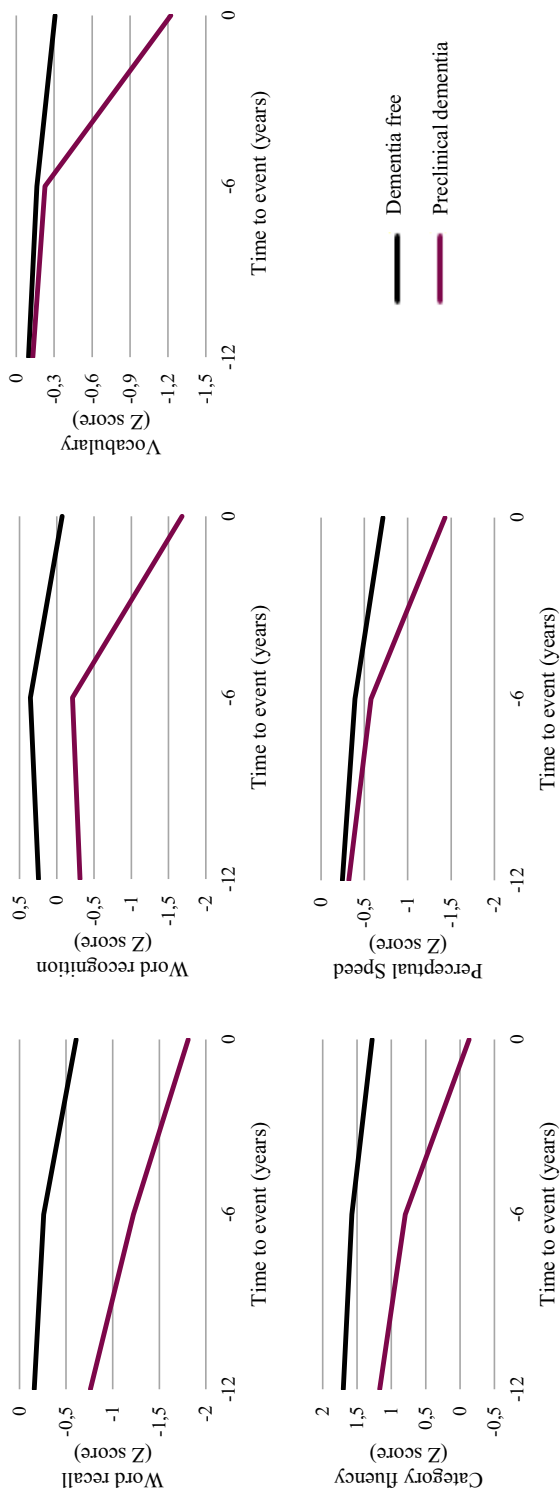 Word recall
(Z score)
0
-0,5
-1
-1,5
-2
-12
-6
0
Time to event (years)
Word recognition
(Z score)
0,5
0
-0,5
-1
-1,5
-2
-12
-6
0
Time to event (years)
Vocabulary
(Z score)
0
-0,3
-0,6
-0,9
-1,2
-1,5
-12
-6
0
Time to event (years)
Category fluency
(Z score)
2
1,5
1
0,5
0
-0,5
-12
-6
0
Time to event (years)
Perceptual Speed
(Z score)
0
-0,5
-1
-1,5
-2
-12
-6
0
Time to event (years)
Dementia free
Preclinical dementia